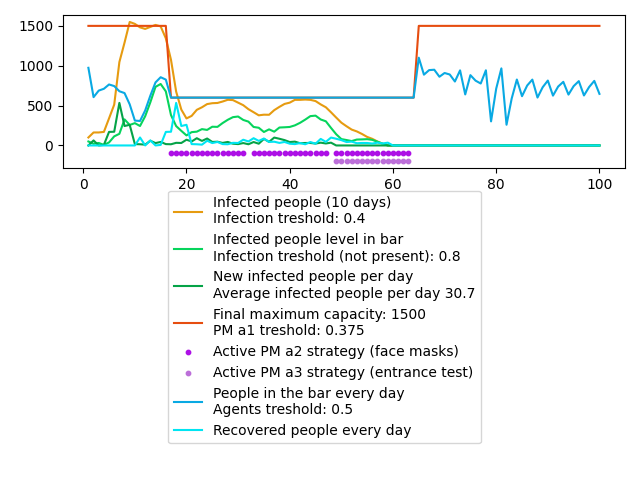 1500
1000
500
0
0
20
40
60
80
100
Infected people (10 days)
Infection treshold: 0.4
Infected people level in bar
Infection treshold (not present): 0.8
New infected people per day
Average infected people per day 30.7
Final maximum capacity: 1500
PM a1 treshold: 0.375
Active PM a2 strategy (face masks)
Active PM a3 strategy (entrance test)
People in the bar every day
Agents treshold: 0.5
Recovered people every day